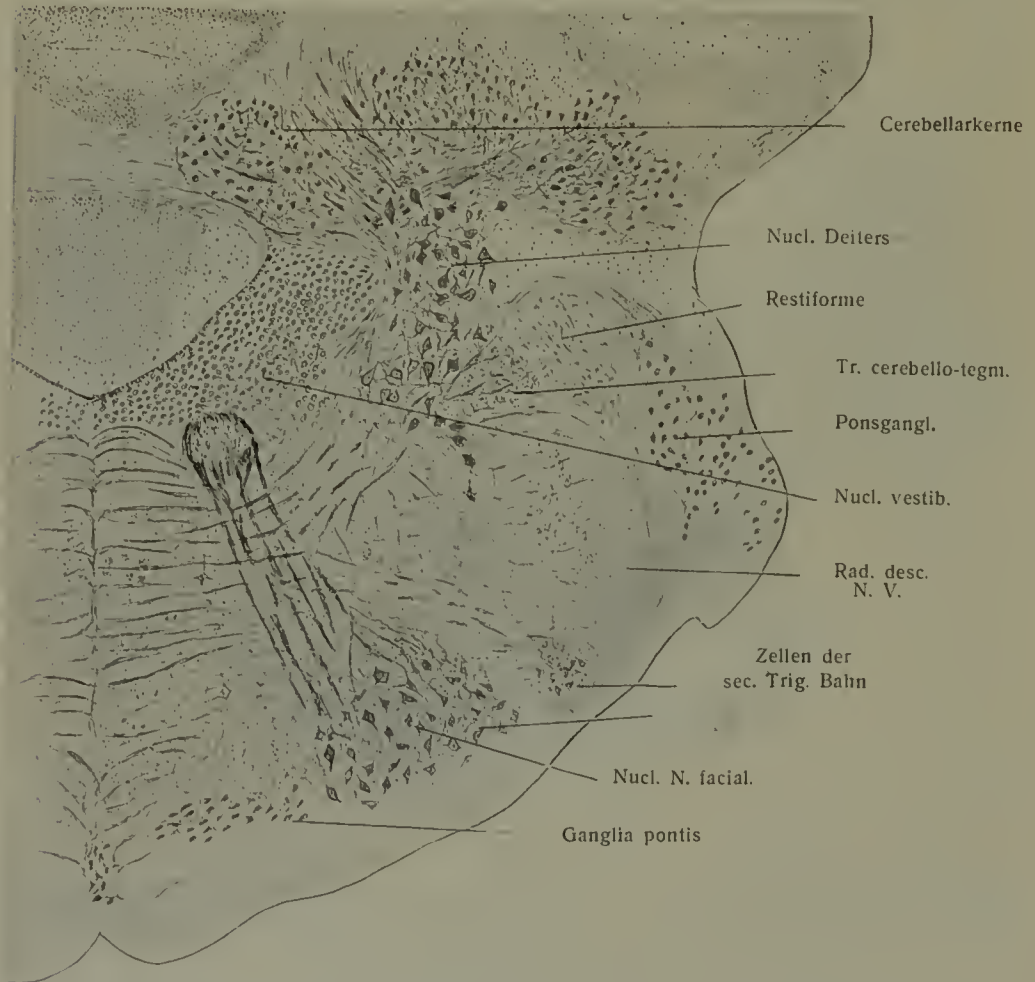 Cerebellarkerne
Nucl. Deiters
Restiforme
Tr. cerebello-tegm.
Ponsgangl.
Nucl. vestib.
Rad. desc.
N. V.
Zellen der
sec. Trig. Bahn
Nucl. N. facial.
Ganglia pontis